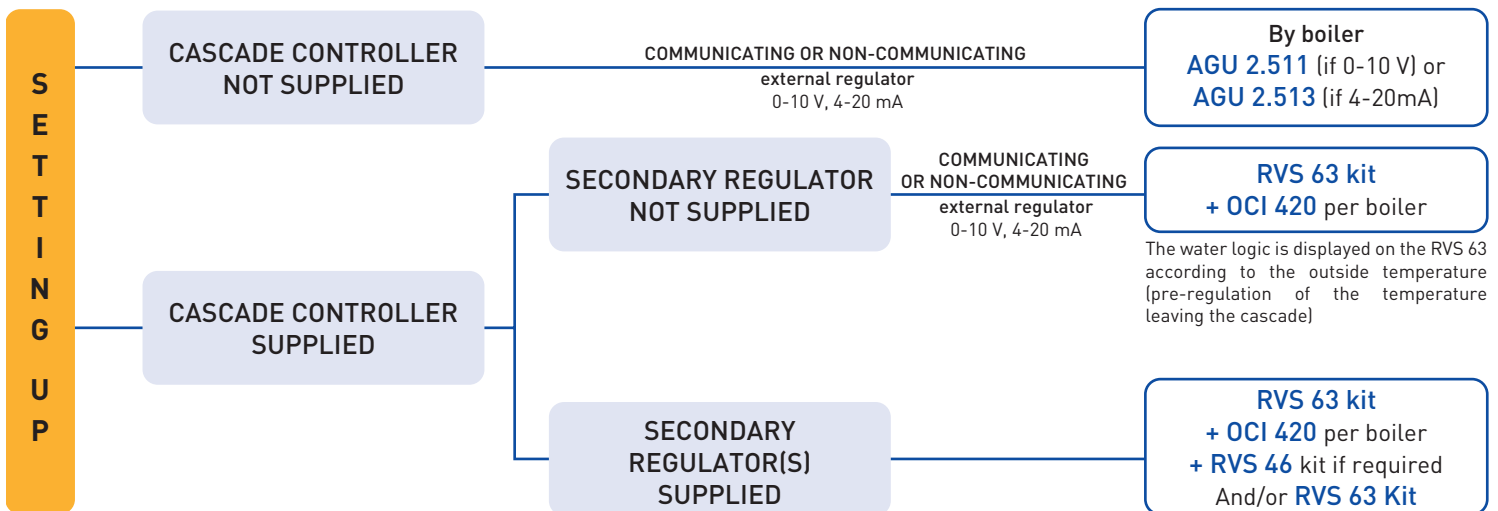 SETTING UP
CASCADE CONTROLLER
NOT SUPPLIED
COMMUNICATING OR NON-COMMUNICATING
external regulator
0-10 V, 4-20 mA
By boiler
AGU 2.511 (if 0-10 V) or
AGU 2.513 (if 4-20mA)
CASCADE CONTROLLER
SUPPLIED
SECONDARY REGULATOR
NOT SUPPLIED
COMMUNICATING
OR NON-COMMUNICATING
external regulator
0-10 V, 4-20 mA
RVS 63 kit
+ OCI 420 per boiler
The water logic is displayed on the RVS 63
according to the outside temperature
(pre-regulation of the temperature
leaving the cascade)
SECONDARY
REGULATOR(S)
SUPPLIED
RVS 63 kit
+ OCI 420 per boiler
+ RVS 46 kit if required
And/or RVS 63 Kit